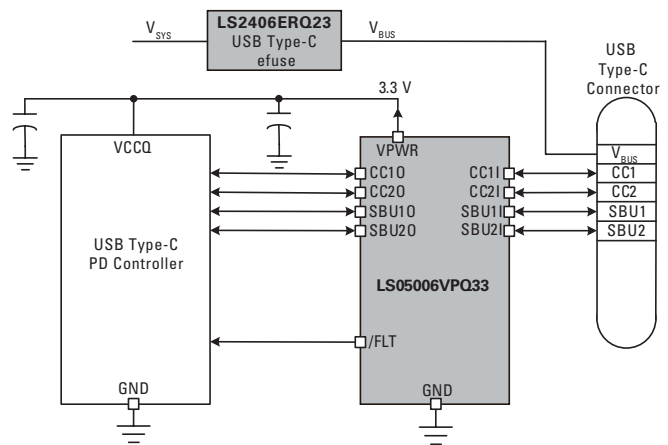 LS2406ERQ23
USB Type-C
efuse
VSYS
VBUS
USB
Type-C
Connector
3.3 V
VCCQ
VPWR
CC1O
CC2O
SBU1O
SBU2O
CC1I
CC2I
SBU1I
SBU2I
VBUS
CC1
CC2
SBU1
SBU2
USB Type-C
PD Controller
LS05006VPQ33
/FLT
GND
GND